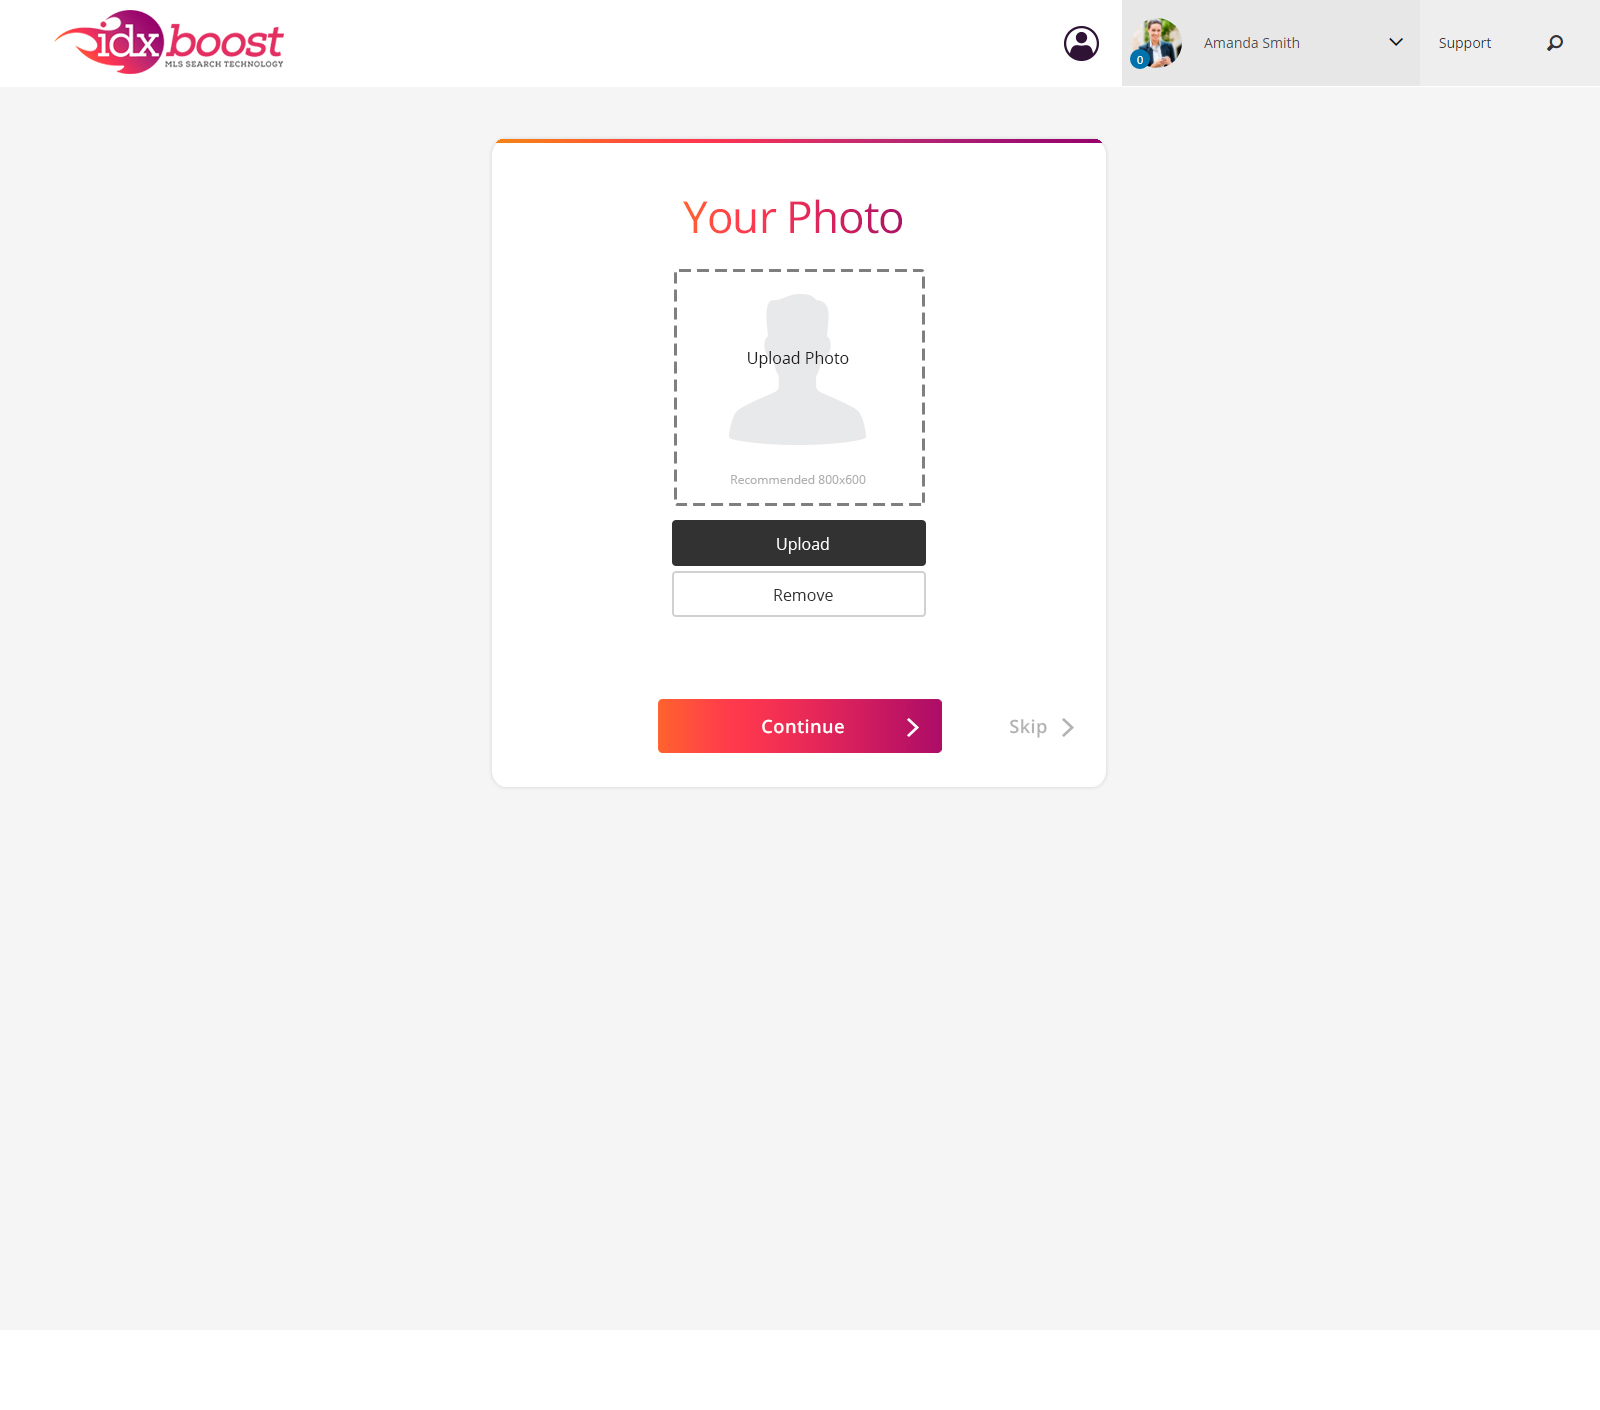 idxboost
MLS SEARCH TECHNOLOGY
0
Amanda Smith
Support
Your Photo
Upload Photo
Recommended 800x600
Upload
Remove
Continue
Skip